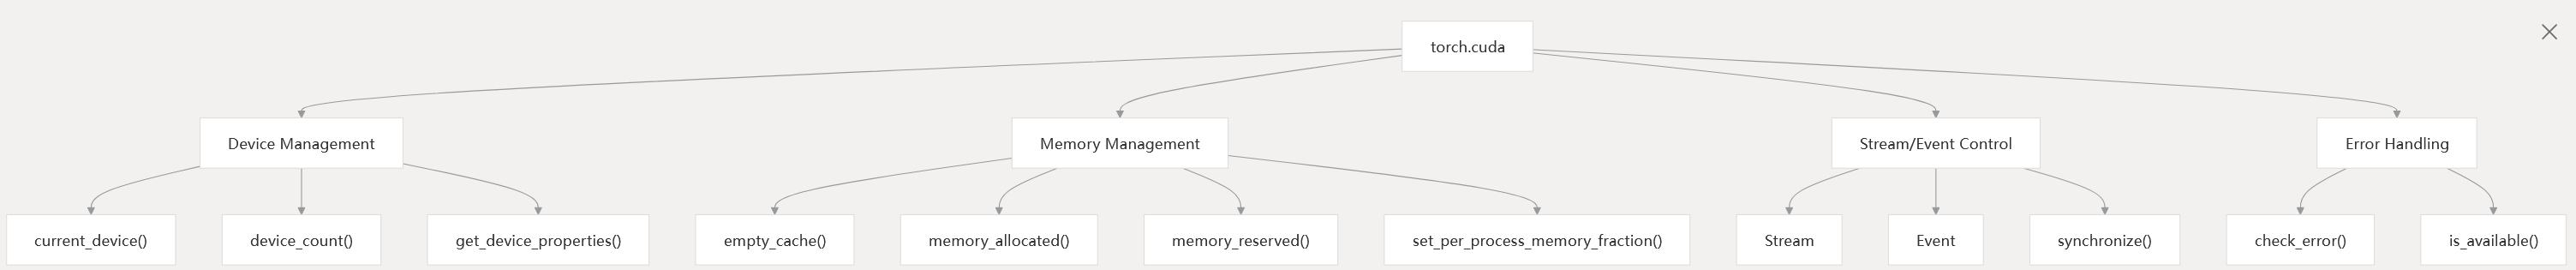 torch.cuda
Device Management
Memory Management
Stream/Event Control
Error Handling
current_device()
device_count()
get_device_properties()
empty_cache()
memory_allocated()
memory_reserved()
set_per_process_memory_fraction()
Stream
Event
synchronize()
check_error()
is_available()